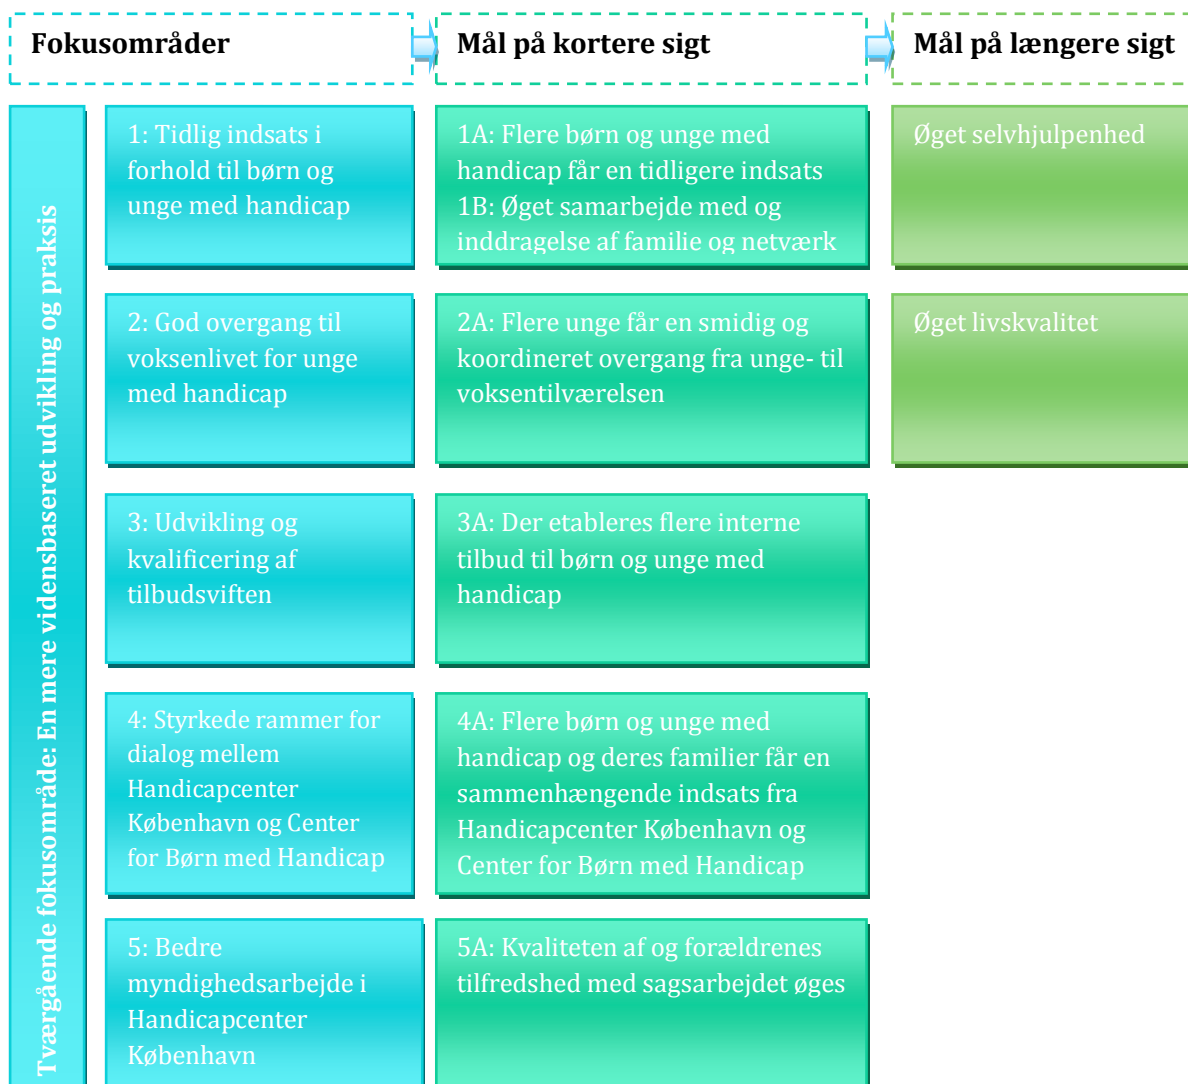 Fokusområder
Mål på kortere sigt
Mål på længere sigt
Tværgående fokusområde: En mere vidensbaseret udvikling og praksis
1: Tidlig indsats i
forhold til børn og
unge med handicap
1A: Flere børn og unge med
handicap får en tidligere indsats
1B: Øget samarbejde med og
inddragelse af familie og netværk
Øget selvhjulpenhed
2: God overgang til
voksenlivet for unge
med handicap
2A: Flere unge får en smidig og
koordineret overgang fra unge- til
voksentilværelsen
Øget livskvalitet
3: Udvikling og
kvalificering af
tilbudsviften
3A: Der etableres flere interne
tilbud til børn og unge med
handicap
4: Styrkede rammer for
dialog mellem
Handicapcenter
København og Center
for Børn med Handicap
4A: Flere børn og unge med
handicap og deres familier får en
sammenhængende indsats fra
Handicapcenter København og
Center for Børn med Handicap
5: Bedre
myndighedsarbejde i
Handicapcenter
København
5A: Kvaliteten af og forældrenes
tilfredshed med sagsarbejdet øges